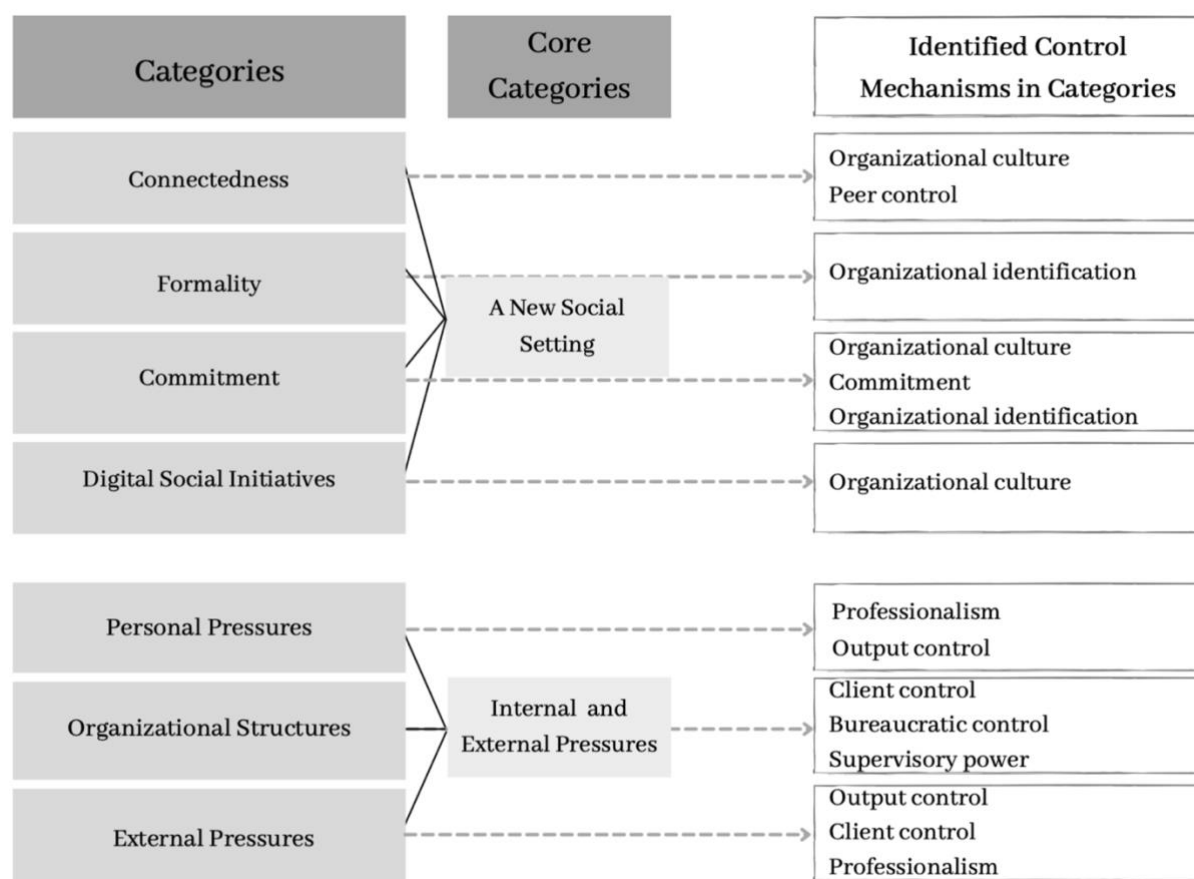 Categories
Core
Categories
Identified Control
Mechanisms in Categories
Connectedness
Organizational culture
Peer control
Formality
Organizational identification
A New Social
Setting
Commitment
Organizational culture
Commitment
Organizational identification
Digital Social Initiatives
Organizational culture
Personal Pressures
Professionalism
Output control
Organizational Structures
Internal and
External Pressures
Client control
Bureaucratic control
Supervisory power
External Pressures
Output control
Client control
Professionalism